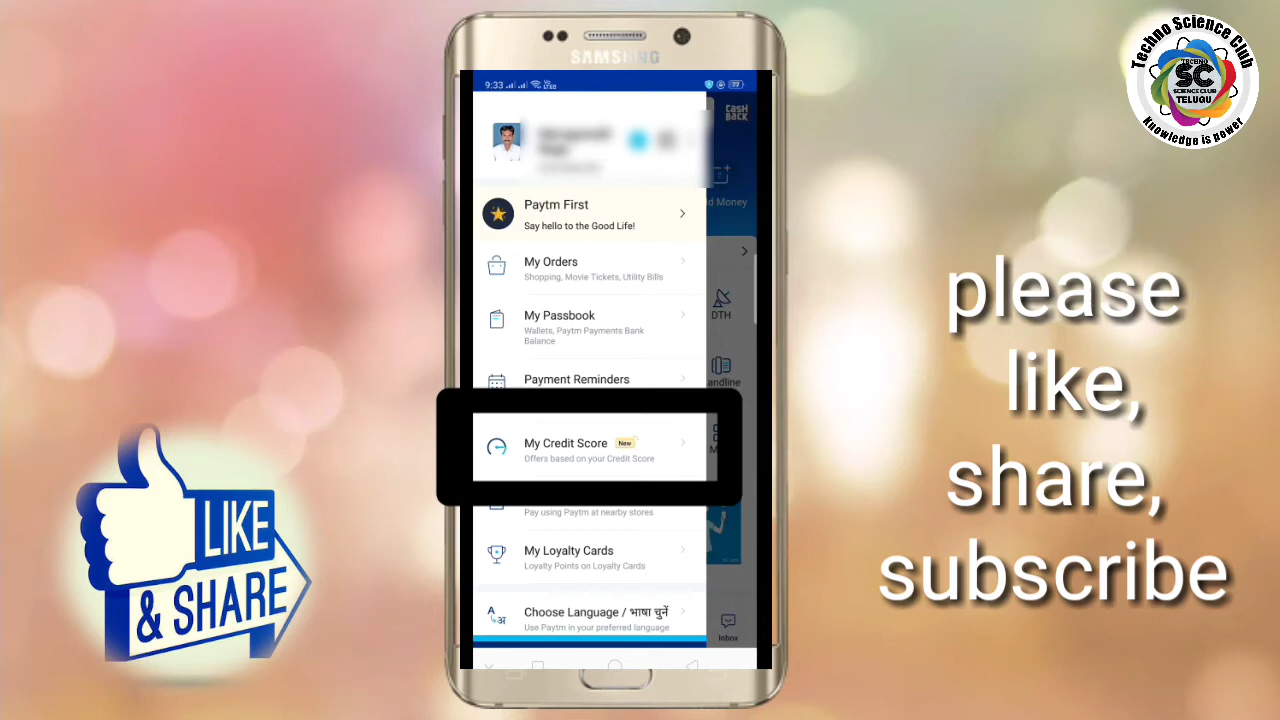 SAMSUNG
9:33
77
CASH
BACK
Paytm First
Say hello to the Good Life!
d Money
My Orders
Shopping, Movie Tickets, Utility Bills
DTH
My Passbook
Wallets, Paytm Payments Bank
Balance
andline
Payment Reminders
My Credit Score New
Offers based on your Credit Score
M
Pay using Paytm at nearby stores
My Loyalty Cards
Loyalty Points on Loyalty Cards
Choose Language / भाषा चुनें
Use Paytm in your preferred language
A
अ
Inbox
LIKE
& SHARE
Techno Science Club
TECHNO
SC
SCIENCE CLUB
TELUGU
Knowledge is power
please
like,
share,
subscribe